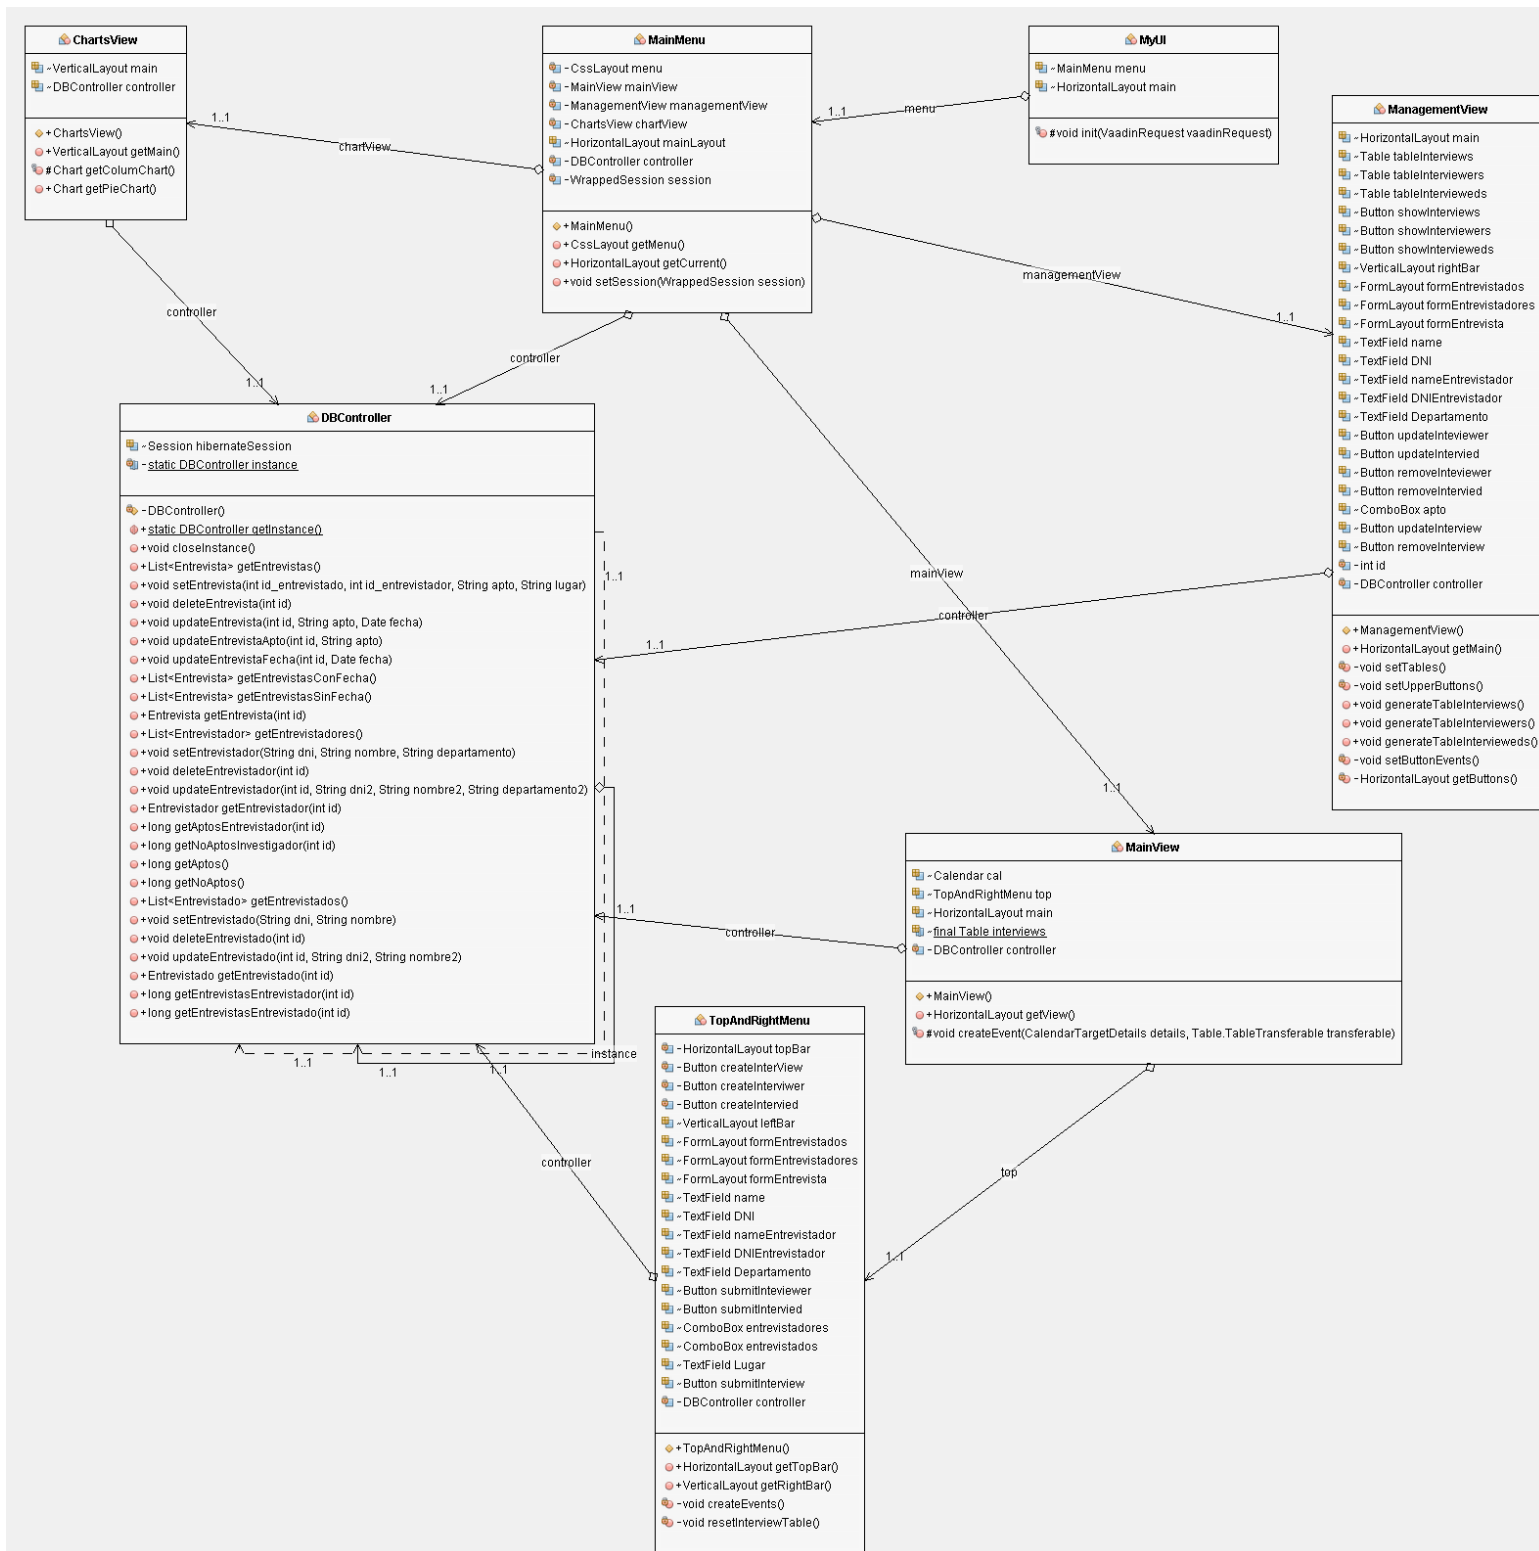 ChartsView
~VerticalLayout main
~DBController controller
+ChartsView()
+VerticalLayout getMain()
#Chart getColumChart()
+Chart getPieChart()
MainMenu
-CssLayout menu
-MainView mainView
-ManagementView managementView
-ChartsView chartView
~HorizontalLayout mainLayout
-DBController controller
-WrappedSession session
+MainMenu()
+CssLayout getMenu()
+HorizontalLayout getCurrent()
+void setSession(WrappedSession session)
MyUI
~MainMenu menu
~HorizontalLayout main
#void init(VaadinRequest vaadinRequest)
ManagementView
~HorizontalLayout main
~Table tableInterviews
~Table tableInterviewers
~Table tableIntervieweds
~Button showInterviews
~Button showInterviewers
~Button showIntervieweds
~VerticalLayout rightBar
~FormLayout formEntrevistados
~FormLayout formEntrevistadores
~FormLayout formEntrevista
~TextField name
~TextField DNI
~TextField nameEntrevistador
~TextField DNIEntrevistador
~TextField Departamento
~Button updateInteviewer
~Button updateIntervied
~Button removeInteviewer
~Button removeIntervied
~ComboBox apto
~Button updateInterview
~Button removeInterview
-int id
-DBController controller
+ManagementView()
+HorizontalLayout getMain()
-void setTables()
-void setUpperButtons()
+void generateTableInterviews()
+void generateTableInterviewers()
+void generateTableIntervieweds()
-void setButtonEvents()
-HorizontalLayout getButtons()
1..1
chartView
1..1
menu
managementView
1..1
controller
1..1
controller
1..1
mainView
1..1
controller
1..1
DBController
~Session hibernateSession
-static DBController instance
-DBController()
+static DBController getInstance()
+void closeInstance()
+List<Entrevista> getEntrevistas()
+void setEntrevista(int id_entrevistado, int id_entrevistador, String apto, String lugar)
+void deleteEntrevista(int id)
+void updateEntrevista(int id, String apto, Date fecha)
+void updateEntrevistaApto(int id, String apto)
+void updateEntrevistaFecha(int id, Date fecha)
+List<Entrevista> getEntrevistasConFecha()
+List<Entrevista> getEntrevistasSinFecha()
+Entrevista getEntrevista(int id)
+List<Entrevistador> getEntrevistadores()
+void setEntrevistador(String dni, String nombre, String departamento)
+void deleteEntrevistador(int id)
+void updateEntrevistador(int id, String dni2, String nombre2, String departamento2)
+Entrevistador getEntrevistador(int id)
+long getAptosEntrevistador(int id)
+long getNoAptosInvestigador(int id)
+long getAptos()
+long getNoAptos()
+List<Entrevistado> getEntrevistados()
+void setEntrevistado(String dni, String nombre)
+void deleteEntrevistado(int id)
+void updateEntrevistado(int id, String dni2, String nombre2)
+Entrevistado getEntrevistado(int id)
+long getEntrevistasEntrevistador(int id)
+long getEntrevistasEntrevistado(int id)
1..1
1..1
controller
instance
1..1
1..1
1..1
controller
MainView
~Calendar cal
~TopAndRightMenu top
~HorizontalLayout main
~final Table interviews
-DBController controller
+MainView()
+HorizontalLayout getView()
#void createEvent(CalendarTargetDetails details, Table.TableTransferable transferable)
top
1..1
TopAndRightMenu
-HorizontalLayout topBar
-Button createInterView
-Button createInterviwer
-Button createIntervied
~VerticalLayout leftBar
~FormLayout formEntrevistados
~FormLayout formEntrevistadores
~FormLayout formEntrevista
~TextField name
~TextField DNI
~TextField nameEntrevistador
~TextField DNIEntrevistador
~TextField Departamento
~Button submitInteviewer
~Button submitIntervied
~ComboBox entrevistadores
~ComboBox entrevistados
~TextField Lugar
~Button submitInterview
-DBController controller
+TopAndRightMenu()
+HorizontalLayout getTopBar()
+VerticalLayout getRightBar()
-void createEvents()
-void resetInterviewTable()